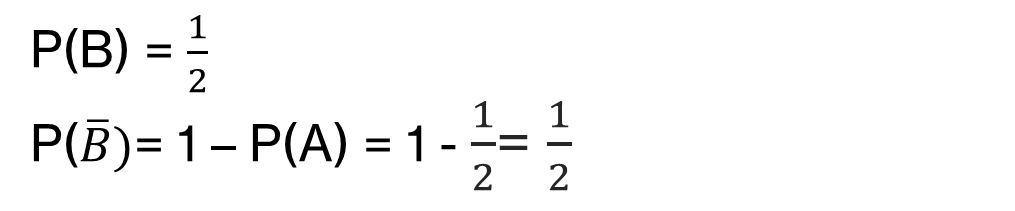 P(B) = 1/2
P(B̅)= 1 – P(A) = 1 - 1/2 = 1/2